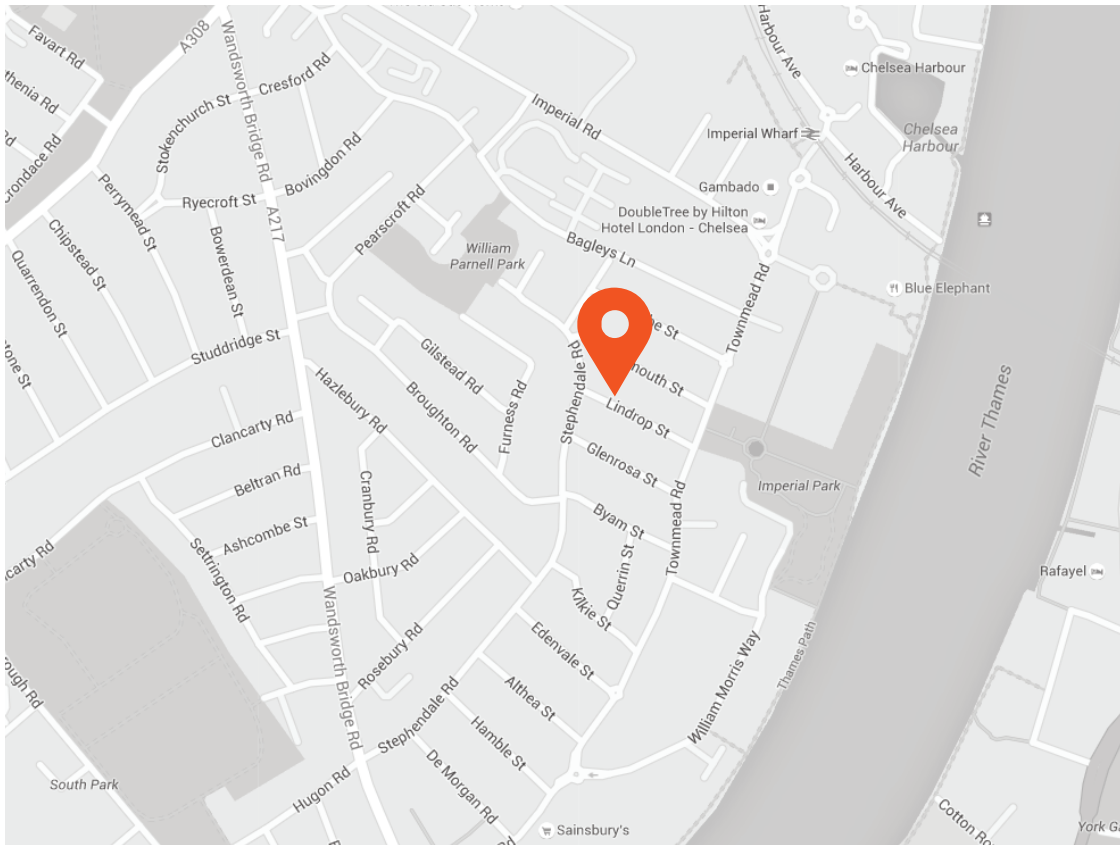 Favart Rd
A308
Wandsworth Bridge Rd
Cresford Rd
Stokenchurch St
Imperial Rd
Harbour Ave
Chelsea Harbour
Imperial Wharf
Chelsea
Harbour
Harbour Ave
Bovingdon Rd
Perrymead St
Ryecroft St
A217
Pearscroft Rd
Gambado
DoubleTree by Hilton
Hotel London - Chelsea
Chipstead St
Bowerdean St
William
Parnell Park
Bagleys Ln
Quarrendon St
Blue Elephant
Townmead Rd
Studdridge St
Gilstead Rd
Stephendale Rd
Hazlebury Rd
Broughton Rd
Furness Rd
Lindrop St
River Thames
Clancarty Rd
Glenrosa St
Beltran Rd
Cranbury Rd
Imperial Park
Ashcombe St
Byam St
Townmead Rd
Settrington Rd
Oakbury Rd
Querrin St
Kilkie St
Rafayel
Wandsworth Bridge Rd
Edenvale St
Rosebury Rd
Thames Path
William Morris Way
Althea St
Stephendale Rd
Hamble St
De Morgan Rd
South Park
Hugon Rd
Sainsbury's
Cotton
York